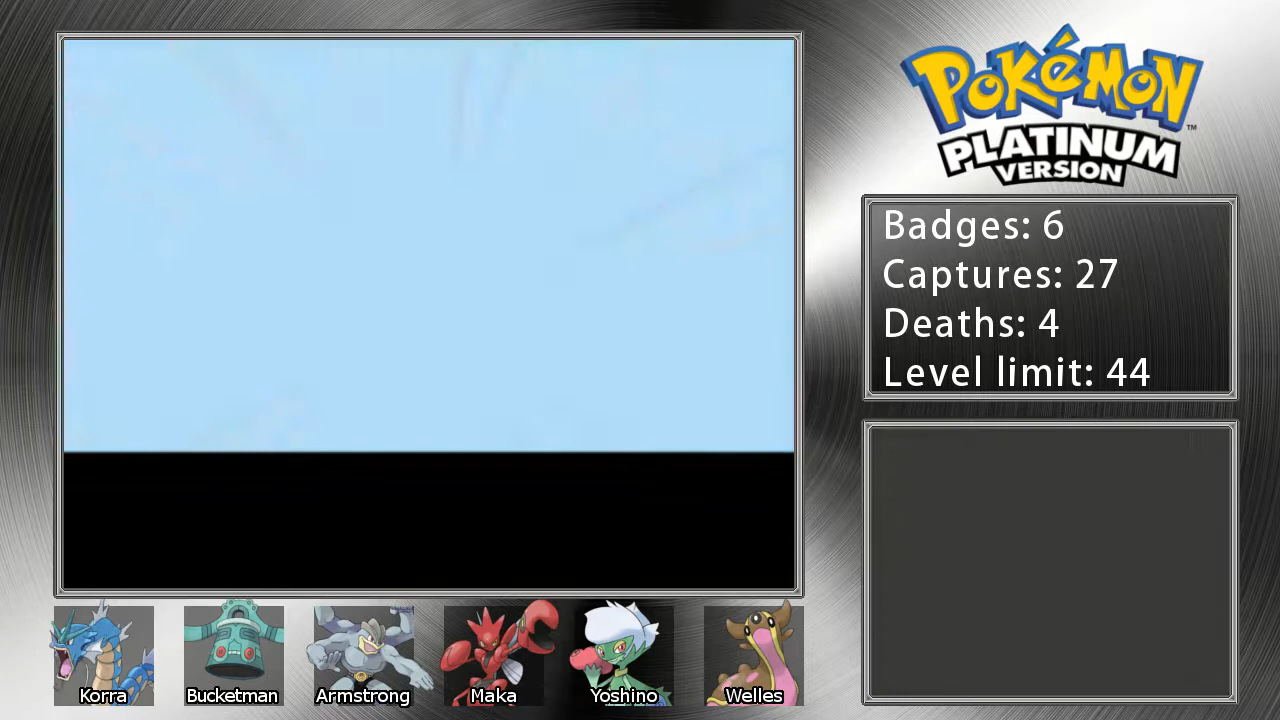 POKéMON
PLATINUM
VERSION
Badges: 6
Captures: 27
Deaths: 4
Level limit: 44
Korra
Bucketman
Armstrong
Maka
Yoshino
Welles